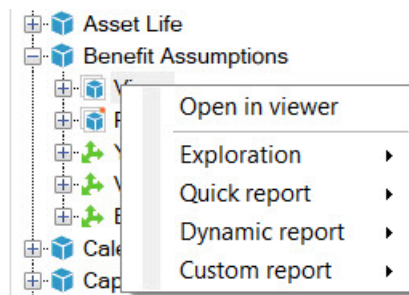 Asset Life
Benefit Assumptions
Open in viewer
Exploration
Quick report
Dynamic report
Custom report